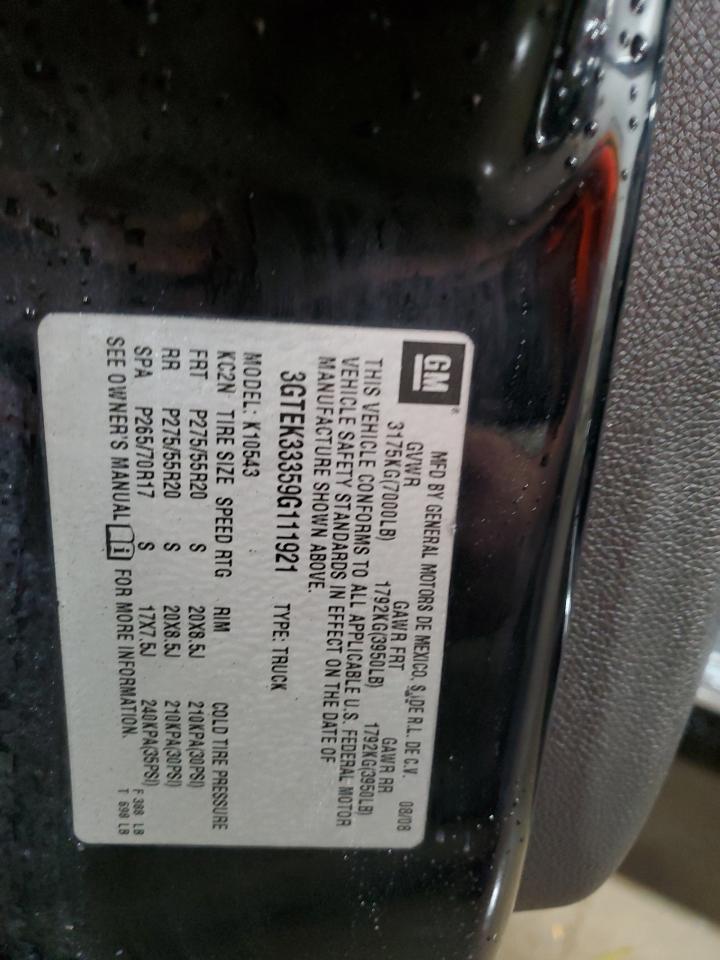 GM®
MFD BY GENERAL MOTORS DE MEXICO, S. DE R.L. DE C.V. 08/08
GVWR GAWR FRT GAWR RR
3175KG(7000LB) 1792KG(3950LB) 1792KG(3950LB)
THIS VEHICLE CONFORMS TO ALL APPLICABLE U.S. FEDERAL MOTOR
VEHICLE SAFETY STANDARDS IN EFFECT ON THE DATE OF
MANUFACTURE SHOWN ABOVE.
3GTEK33359G111921 TYPE: TRUCK
MODEL: K10543
KC2N TIRE SIZE SPEED RTG RIM COLD TIRE PRESSURE
FRT P275/55R20 S 20X8.5J 210KPA(30PSI)
RR P275/55R20 S 20X8.5J 210KPA(30PSI)
SPA P265/70R17 S 17X7.5J 240KPA(35PSI) F 388 LB
SEE OWNER'S MANUAL i FOR MORE INFORMATION. T 698 LB